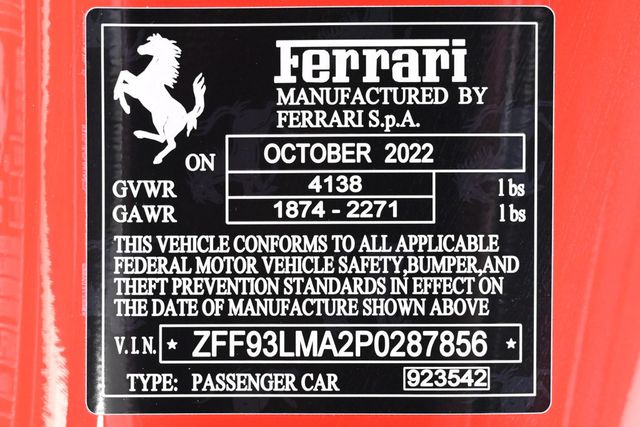 Ferrari
MANUFACTURED BY
FERRARI S.p.A.
ON OCTOBER 2022
GVWR 4138 lbs
GAWR 1874 - 2271 lbs
THIS VEHICLE CONFORMS TO ALL APPLICABLE
FEDERAL MOTOR VEHICLE SAFETY,BUMPER,AND
THEFT PREVENTION STANDARDS IN EFFECT ON
THE DATE OF MANUFACTURE SHOWN ABOVE
V.I.N. * ZFF93LMA2P0287856 *
TYPE: PASSENGER CAR 923542